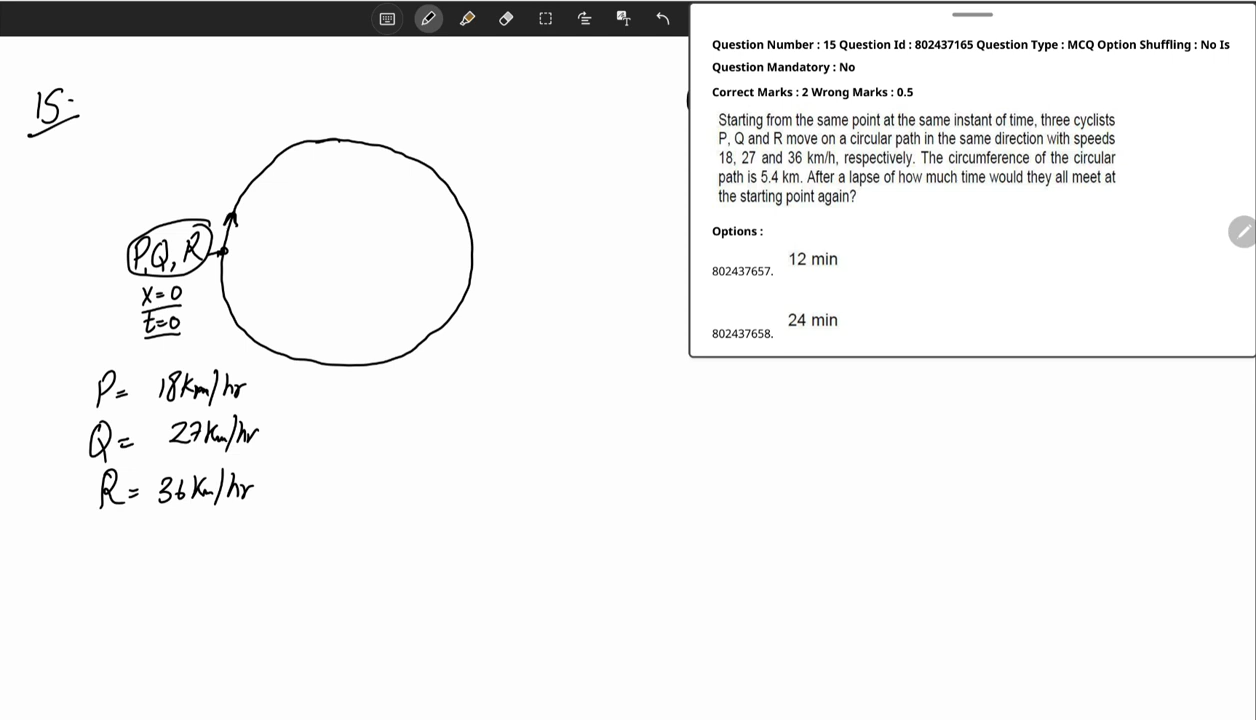 15:
P,Q, R
x=0
t=0
P= 18Km/hr
Q= 27Km/hr
R= 36Km/hr
Question Number : 15 Question Id : 802437165 Question Type : MCQ Option Shuffling : No Is
Question Mandatory : No
Correct Marks : 2 Wrong Marks : 0.5
Starting from the same point at the same instant of time, three cyclists
P, Q and R move on a circular path in the same direction with speeds
18, 27 and 36 km/h, respectively. The circumference of the circular
path is 5.4 km. After a lapse of how much time would they all meet at
the starting point again?
Options :
802437657. 12 min
802437658. 24 min